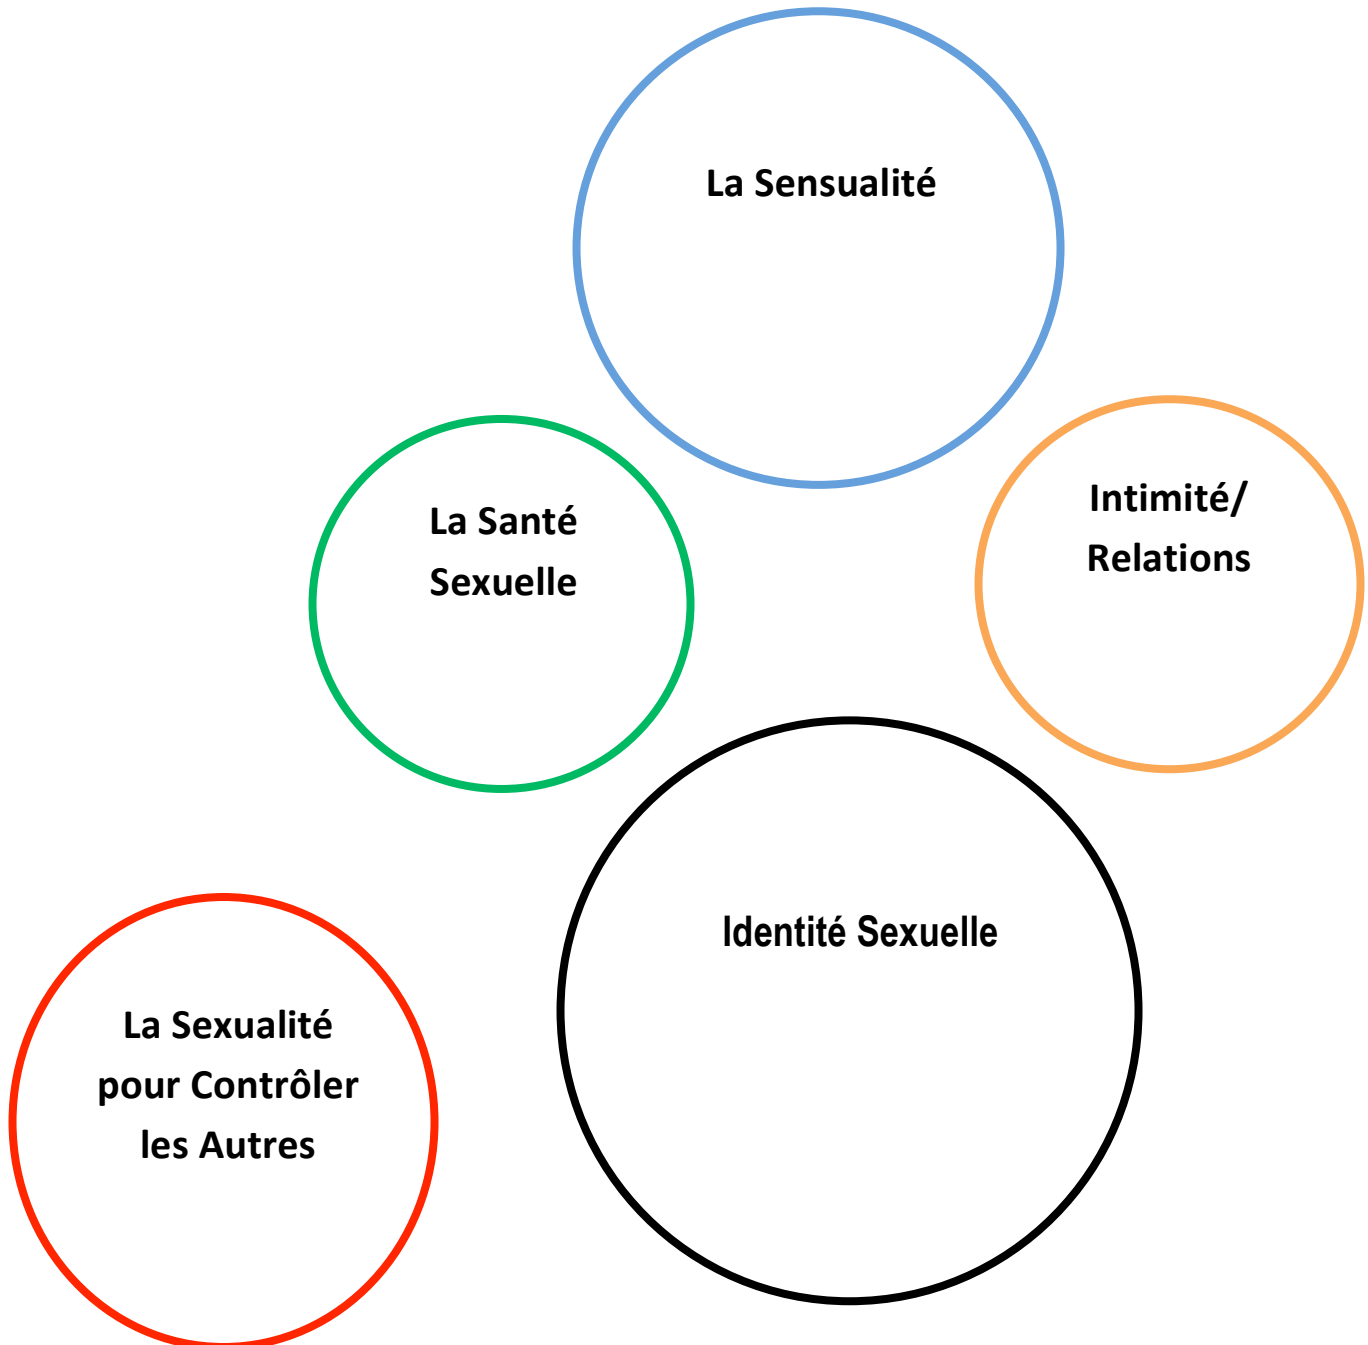 La Sensualité
Intimité/
Relations
La Santé
Sexuelle
Identité Sexuelle
La Sexualité
pour Contrôler
les Autres